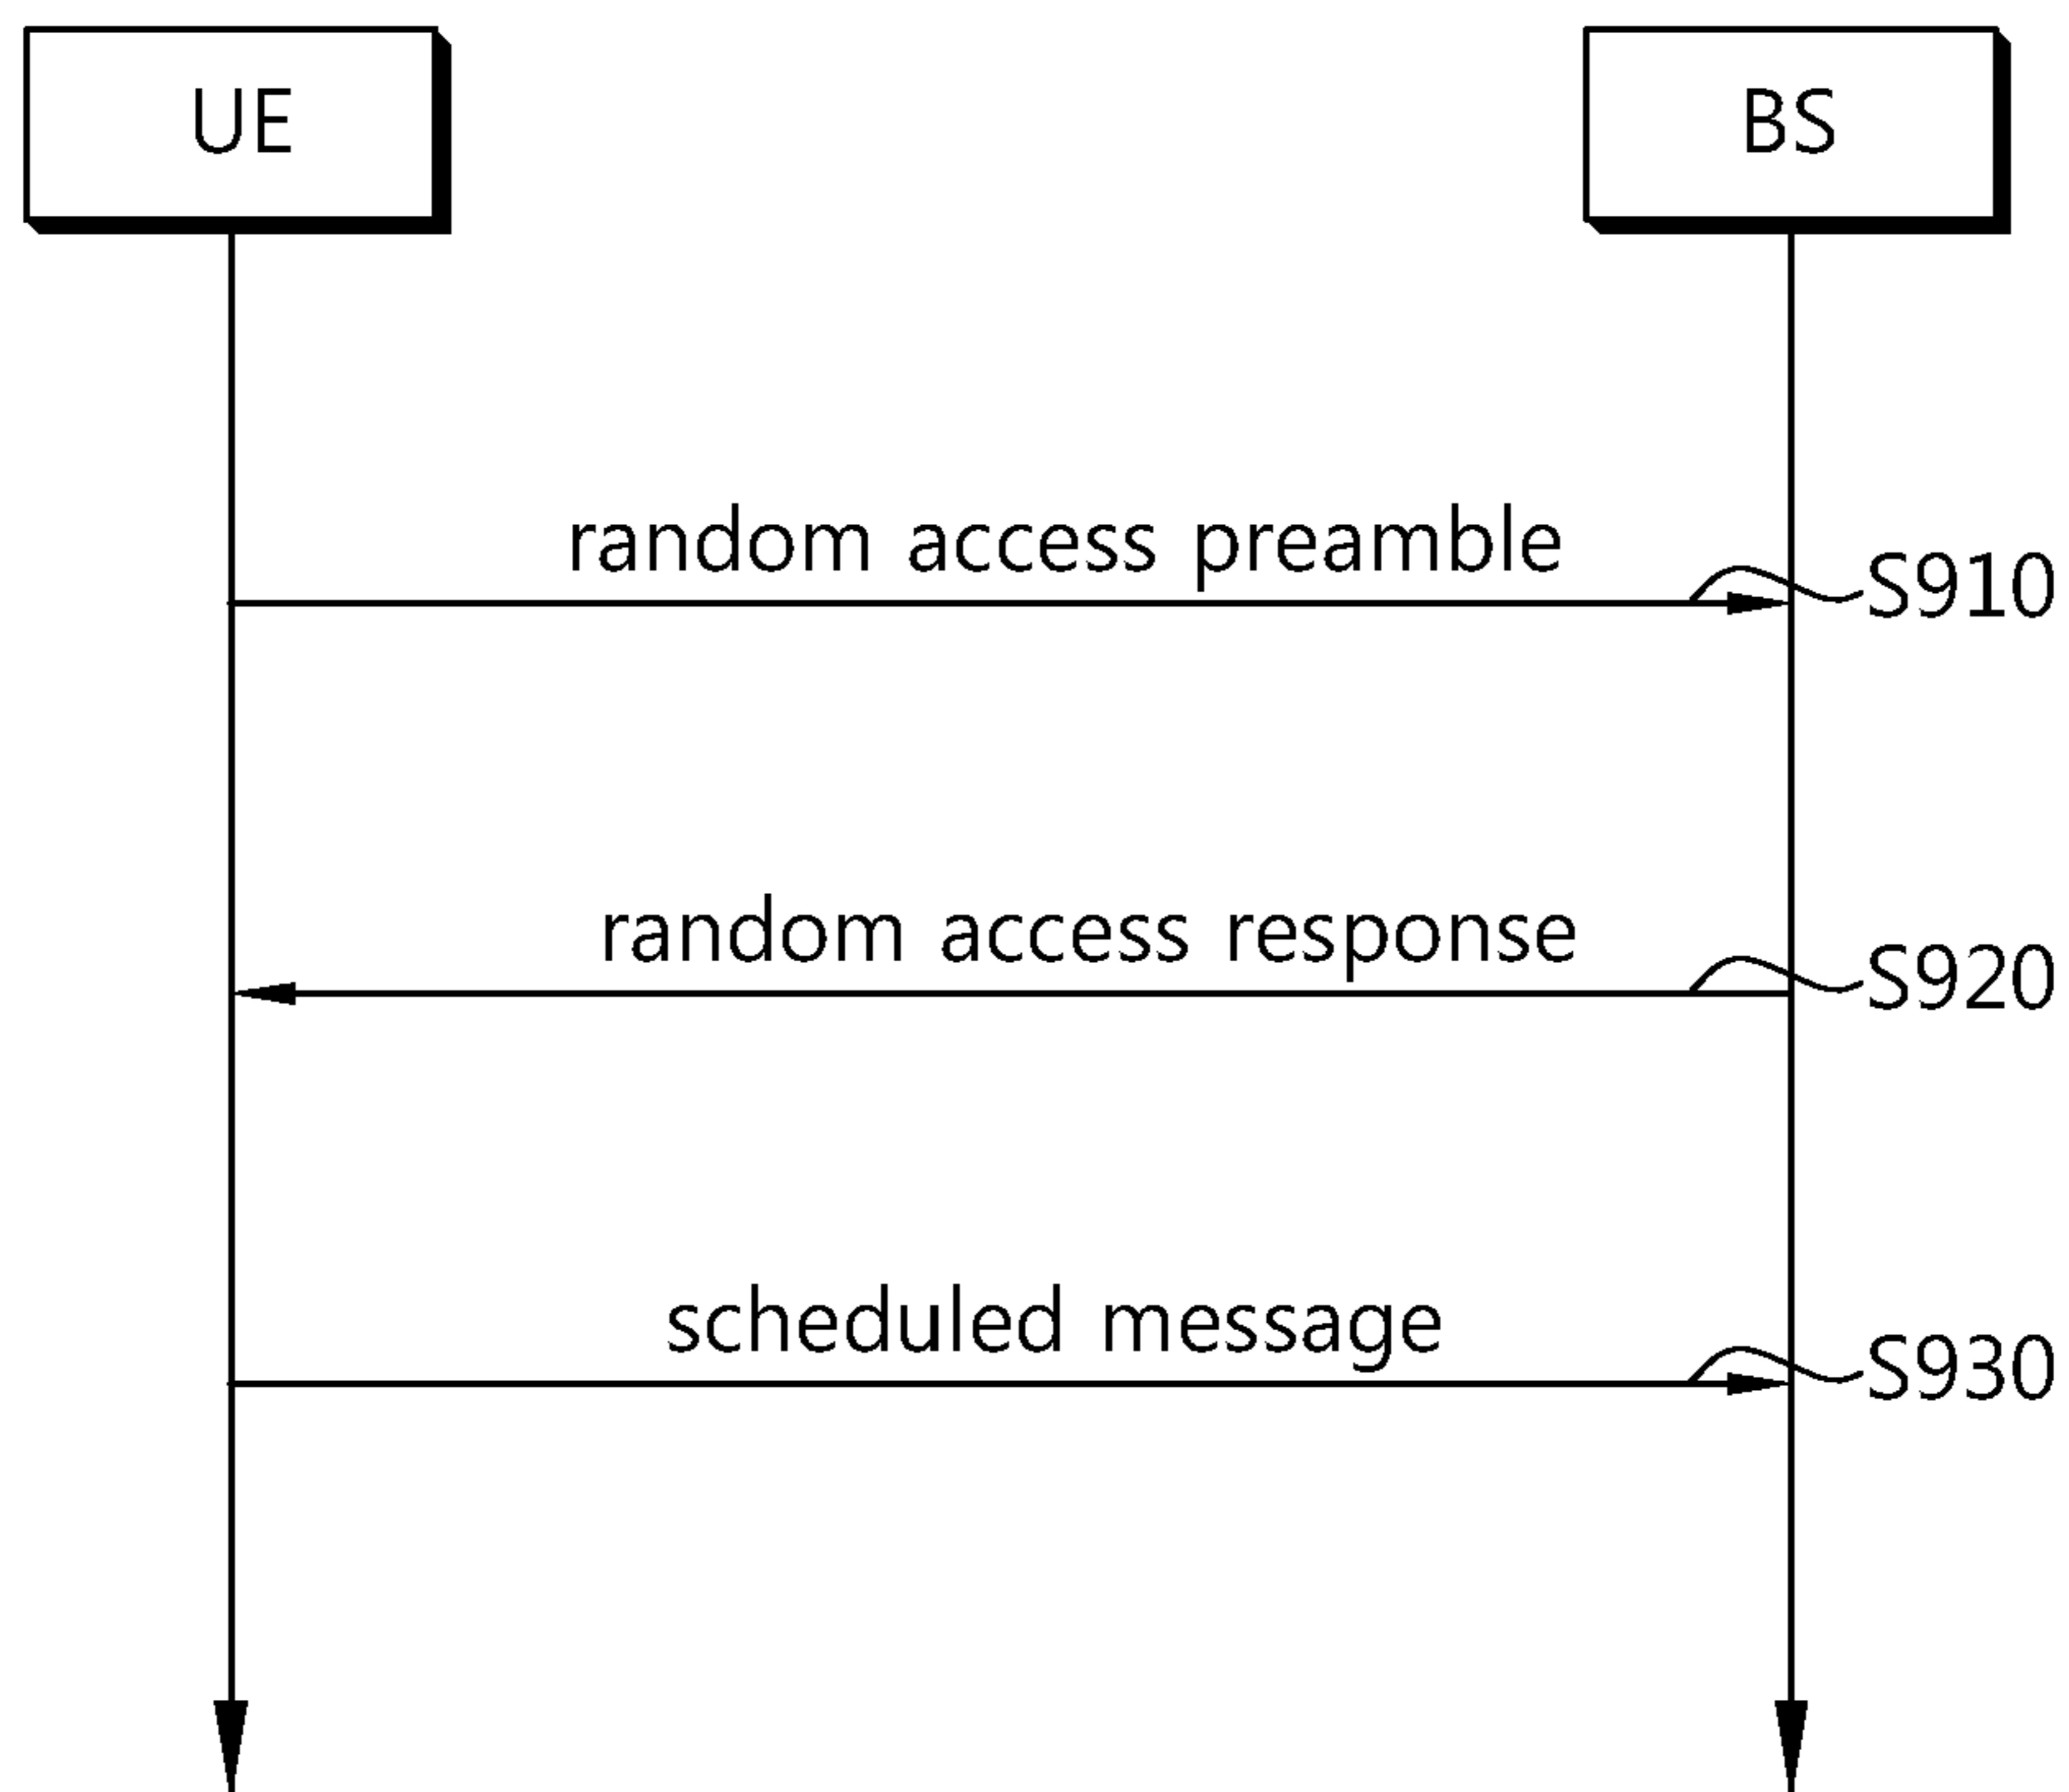 UE
BS
random access preamble
S910
random access response
S920
scheduled message
S930